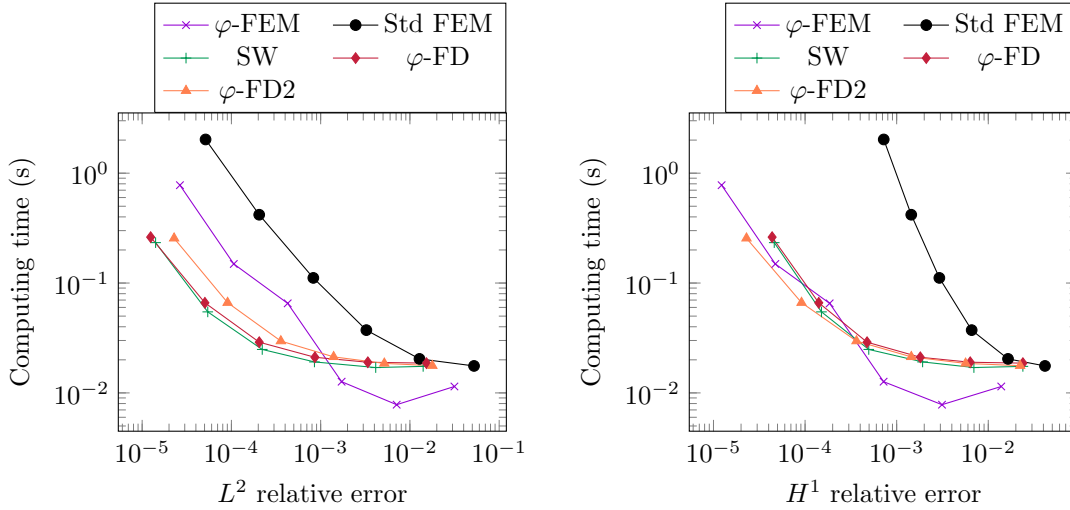 φ-FEM Std FEM
SW φ-FD
φ-FD2
10^0
10^-1
10^-2
Computing time (s)
10^-5 10^-4 10^-3 10^-2 10^-1
L^2 relative error
φ-FEM Std FEM
SW φ-FD
φ-FD2
10^0
10^-1
10^-2
Computing time (s)
10^-5 10^-4 10^-3 10^-2
H^1 relative error